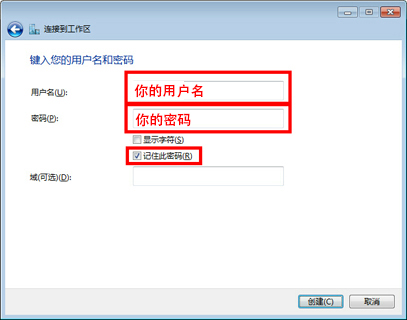 连接到工作区
键入您的用户名和密码
用户名(U):
你的用户名
密码(P):
你的密码
显示字符(S)
记住此密码(R)
域(可选)(D):
创建(C)
取消